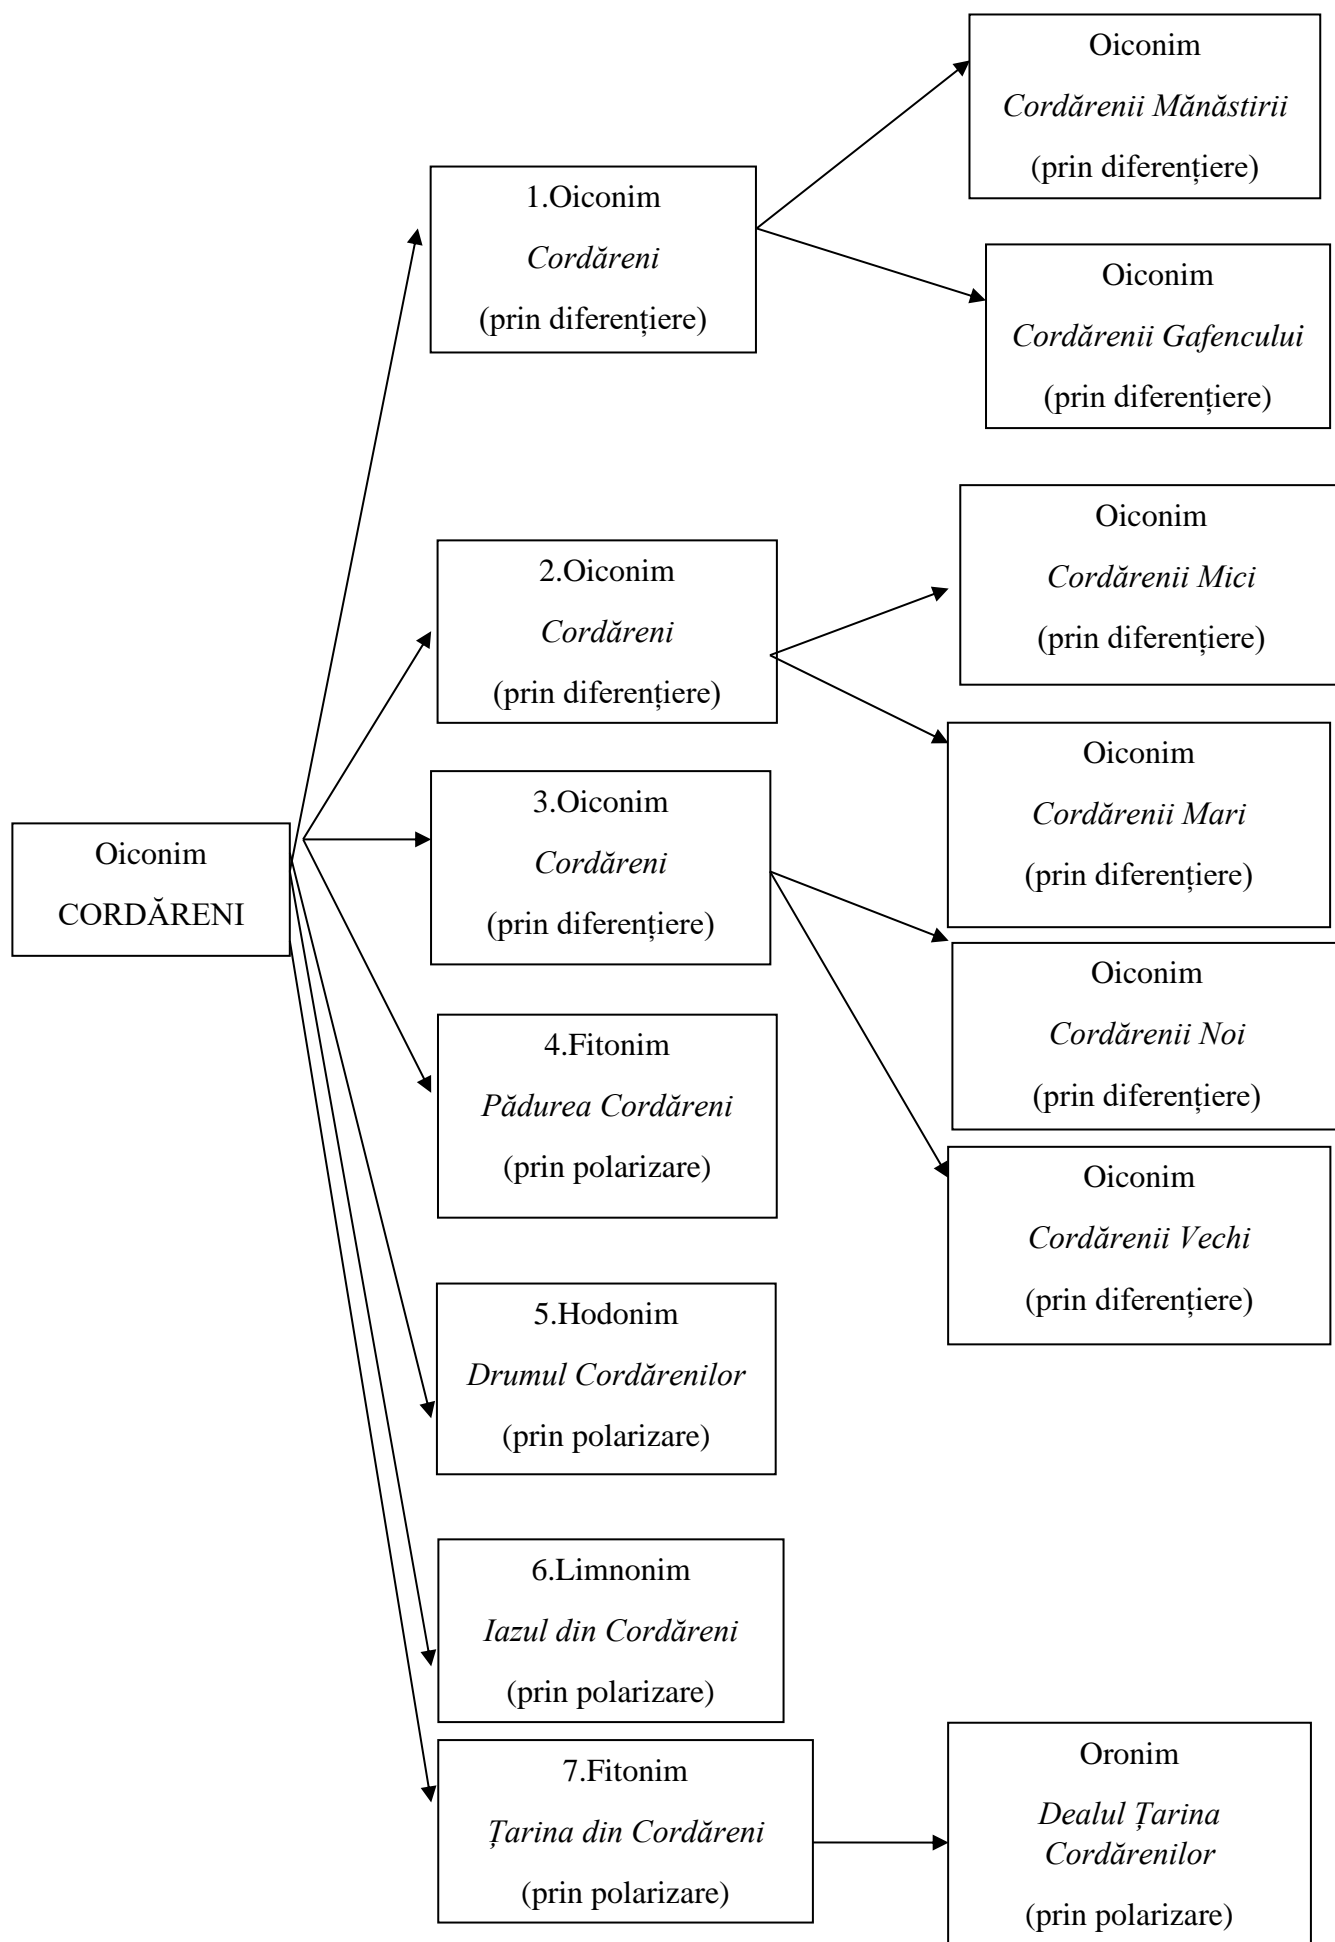 Oiconim
CORDĂRENI
1.Oiconim
Cordăreni
(prin diferențiere)
Oiconim
Cordărenii Mănăstirii
(prin diferențiere)
Oiconim
Cordărenii Gafencului
(prin diferențiere)
2.Oiconim
Cordăreni
(prin diferențiere)
Oiconim
Cordărenii Mici
(prin diferențiere)
Oiconim
Cordărenii Mari
(prin diferențiere)
3.Oiconim
Cordăreni
(prin diferențiere)
Oiconim
Cordărenii Noi
(prin diferențiere)
Oiconim
Cordărenii Vechi
(prin diferențiere)
4.Fitonim
Pădurea Cordăreni
(prin polarizare)
5.Hodonim
Drumul Cordărenilor
(prin polarizare)
6.Limnonim
Iazul din Cordăreni
(prin polarizare)
7.Fitonim
Țarina din Cordăreni
(prin polarizare)
Oronim
Dealul Țarina
Cordărenilor
(prin polarizare)